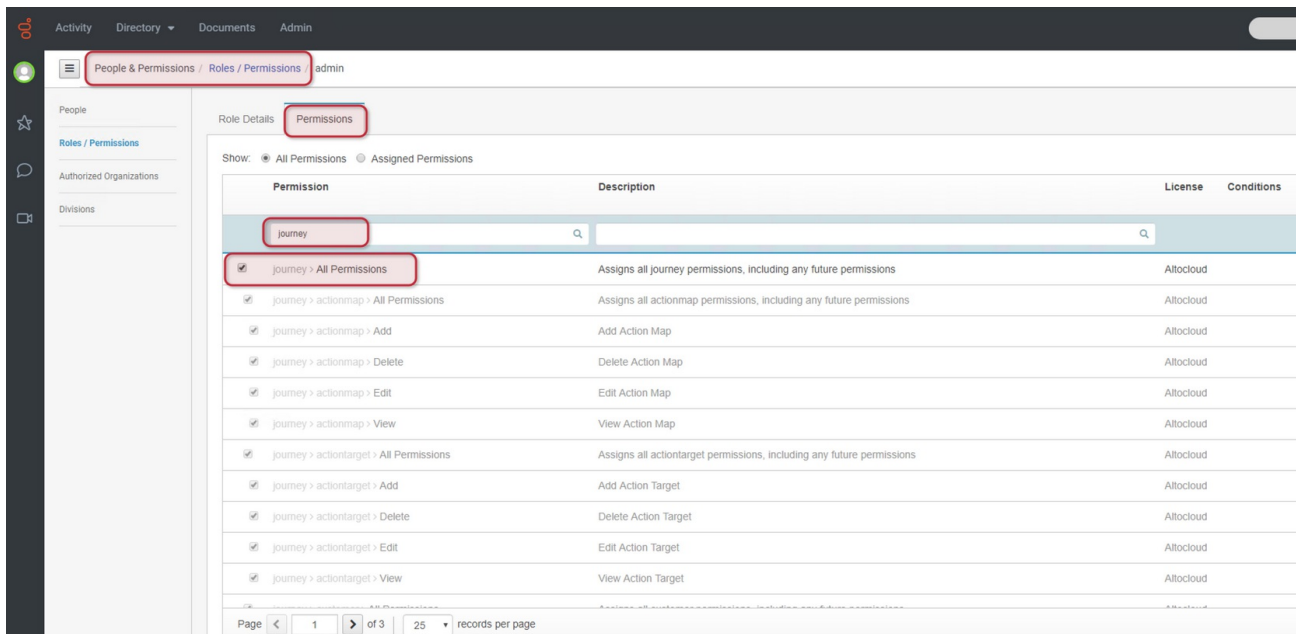 Activity Directory Documents Admin
People & Permissions / Roles / Permissions / admin
People
Roles / Permissions
Authorized Organizations
Divisions
Role Details Permissions
Show: All Permissions Assigned Permissions
Permission Description License Conditions
journey
journey > All Permissions Assigns all journey permissions, including any future permissions Altocloud
journey > actionmap > All Permissions Assigns all actionmap permissions, including any future permissions Altocloud
journey > actionmap > Add Add Action Map Altocloud
journey > actionmap > Delete Delete Action Map Altocloud
journey > actionmap > Edit Edit Action Map Altocloud
journey > actionmap > View View Action Map Altocloud
journey > actiontarget > All Permissions Assigns all actiontarget permissions, including any future permissions Altocloud
journey > actiontarget > Add Add Action Target Altocloud
journey > actiontarget > Delete Delete Action Target Altocloud
journey > actiontarget > Edit Edit Action Target Altocloud
journey > actiontarget > View View Action Target Altocloud
Page 1 of 3 25 records per page